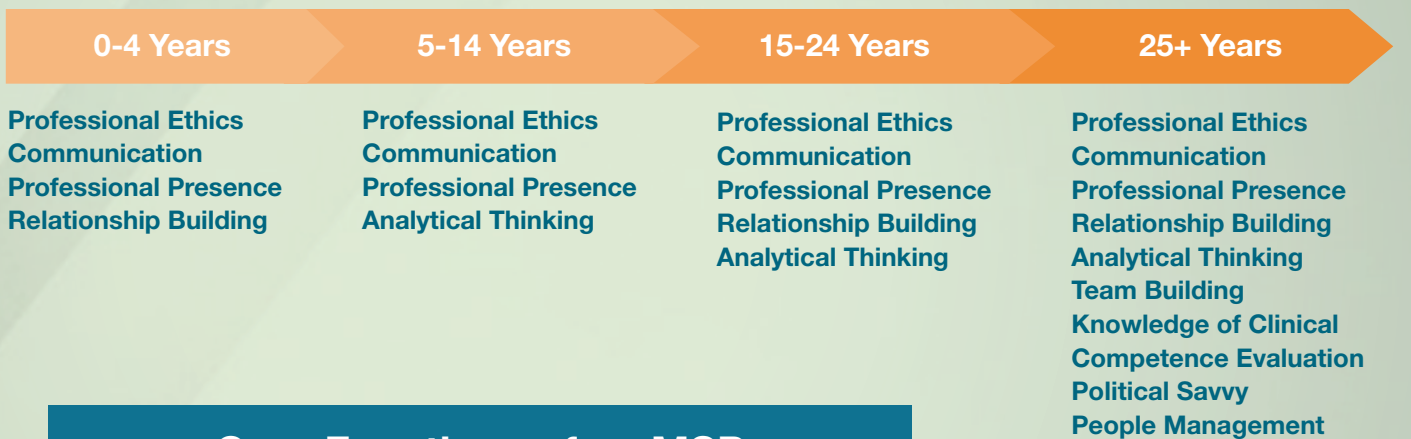 0-4 Years
5-14 Years
15-24 Years
25+ Years
Professional Ethics
Communication
Professional Presence
Relationship Building
Professional Ethics
Communication
Professional Presence
Analytical Thinking
Professional Ethics
Communication
Professional Presence
Relationship Building
Analytical Thinking
Professional Ethics
Communication
Professional Presence
Relationship Building
Analytical Thinking
Team Building
Knowledge of Clinical
Competence Evaluation
Political Savvy
People Management